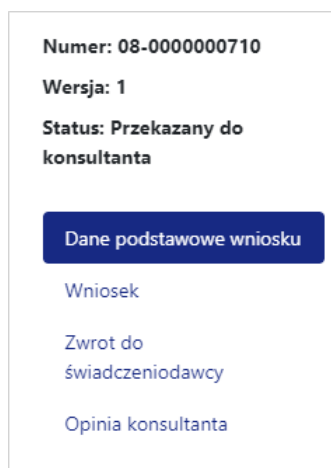 Numer: 08-0000000710
Wersja: 1
Status: Przekazany do
konsultanta
Dane podstawowe wniosku
Wniosek
Zwrot do
świadczeniodawcy
Opinia konsultanta